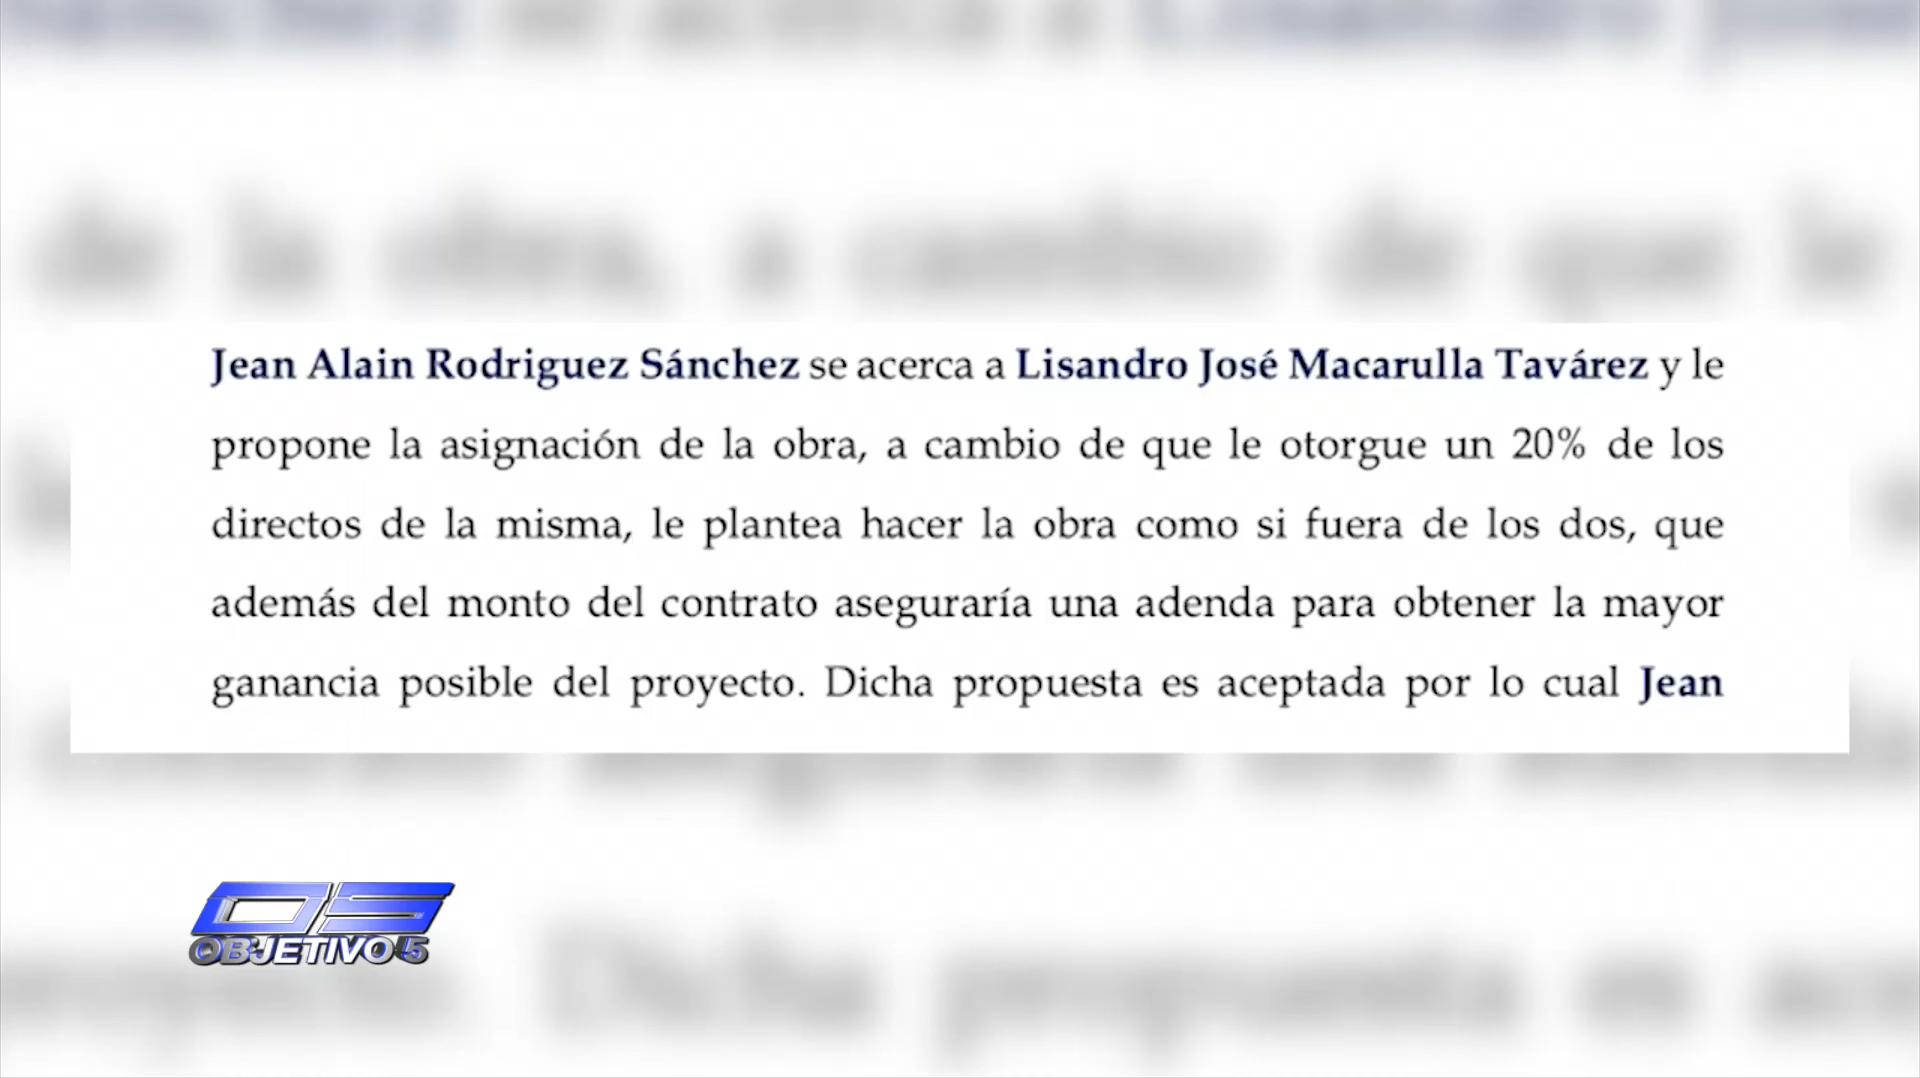 Jean Alain Rodriguez Sánchez se acerca a Lisandro José Macarulla Tavárez y le
propone la asignación de la obra, a cambio de que le otorgue un 20% de los
directos de la misma, le plantea hacer la obra como si fuera de los dos, que
además del monto del contrato aseguraría una adenda para obtener la mayor
ganancia posible del proyecto. Dicha propuesta es aceptada por lo cual Jean
O5
OBJETIVO 5